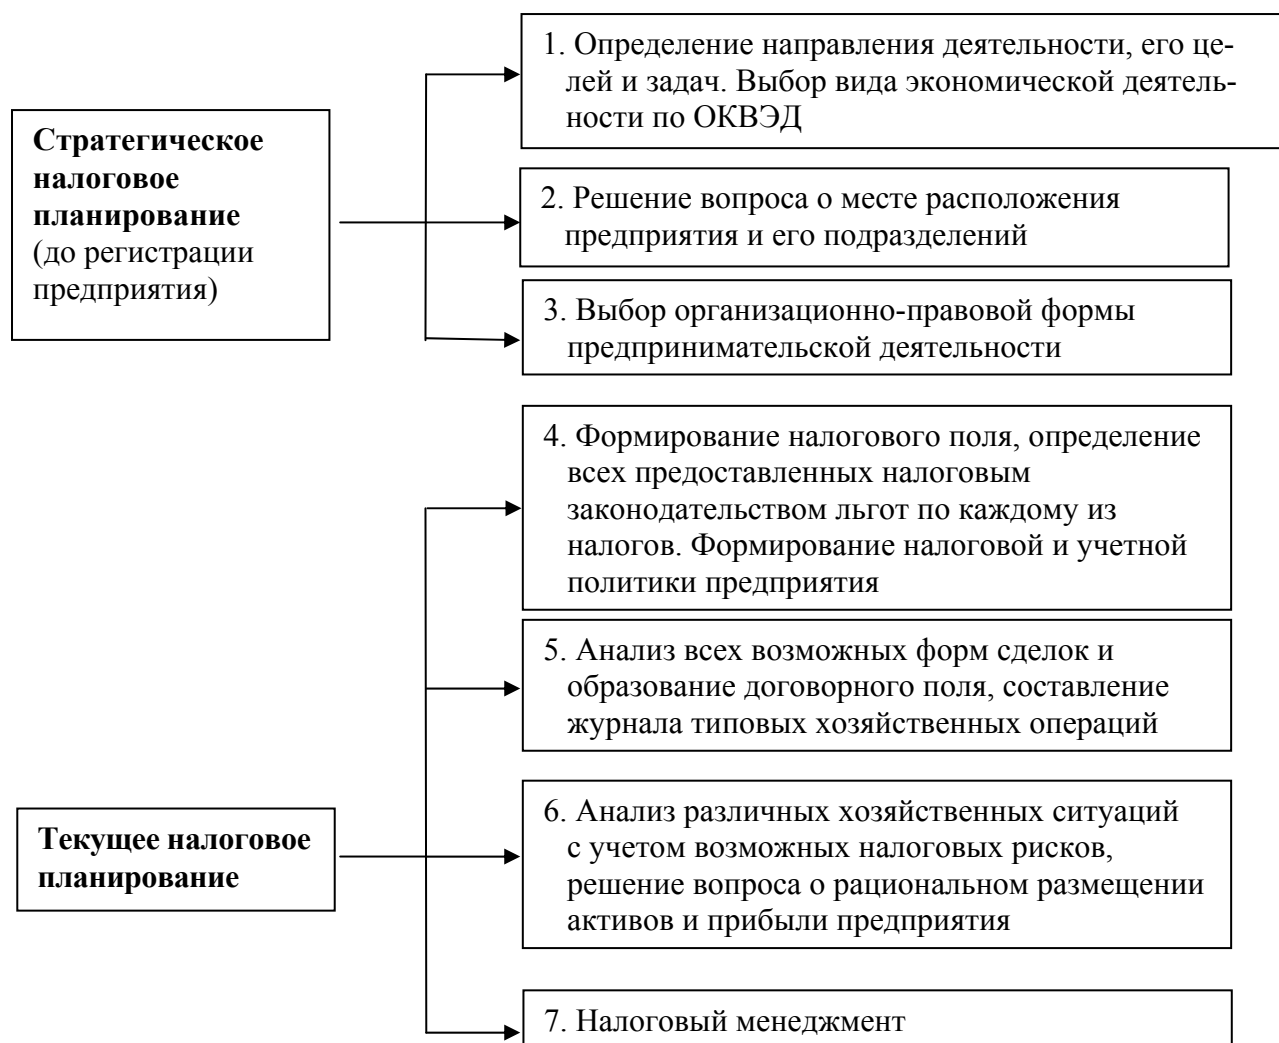 Стратегическое
налоговое
планирование
(до регистрации
предприятия)
1. Определение направления деятельности, его це-
лей и задач. Выбор вида экономической деятель-
ности по ОКВЭД
2. Решение вопроса о месте расположения
предприятия и его подразделений
3. Выбор организационно-правовой формы
предпринимательской деятельности
Текущее налоговое
планирование
4. Формирование налогового поля, определение
всех предоставленных налоговым
законодательством льгот по каждому из
налогов. Формирование налоговой и учетной
политики предприятия
5. Анализ всех возможных форм сделок и
образование договорного поля, составление
журнала типовых хозяйственных операций
6. Анализ различных хозяйственных ситуаций
с учетом возможных налоговых рисков,
решение вопроса о рациональном размещении
активов и прибыли предприятия
7. Налоговый менеджмент